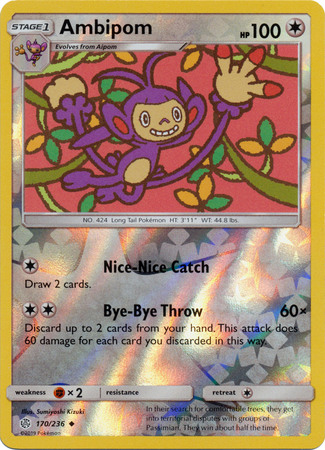 STAGE 1
Ambipom
HP 100
Evolves from Aipom
NO. 424 Long Tail Pokémon HT: 3'11" WT: 44.8 lbs.
Nice-Nice Catch
Draw 2 cards.
Bye-Bye Throw 60×
Discard up to 2 cards from your hand. This attack does
60 damage for each card you discarded in this way.
weakness × 2 resistance retreat
Illus. Sumiyoshi Kizuki
170/236
©2019 Pokémon
In their search for comfortable trees, they get
into territorial disputes with groups of
Passimian. They win about half the time.